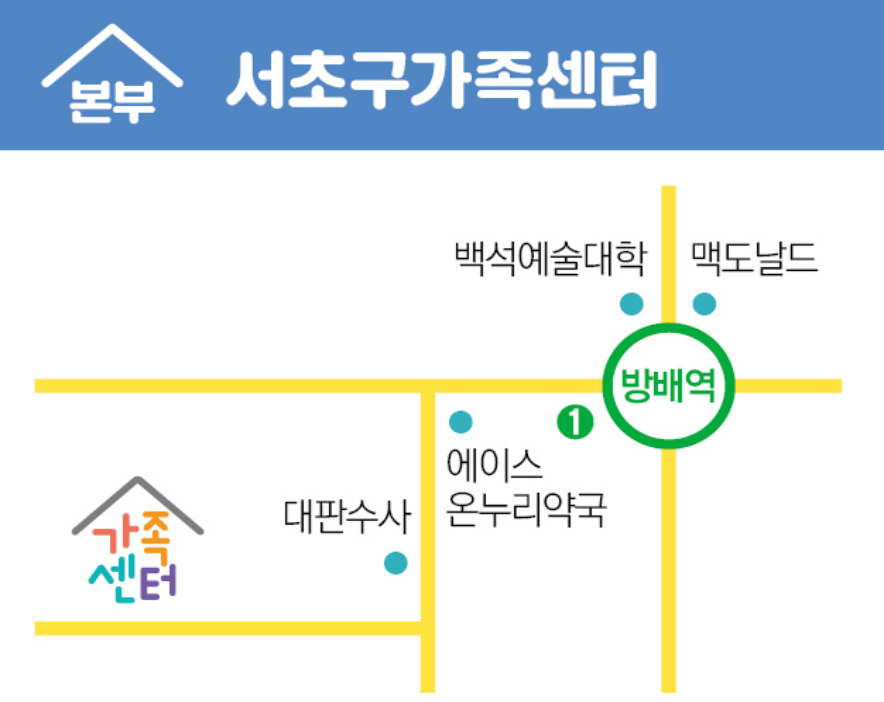 본부
서초구가족센터
백석예술대학
맥도날드
방배역
1
에이스
온누리약국
대판수사
가족
센터